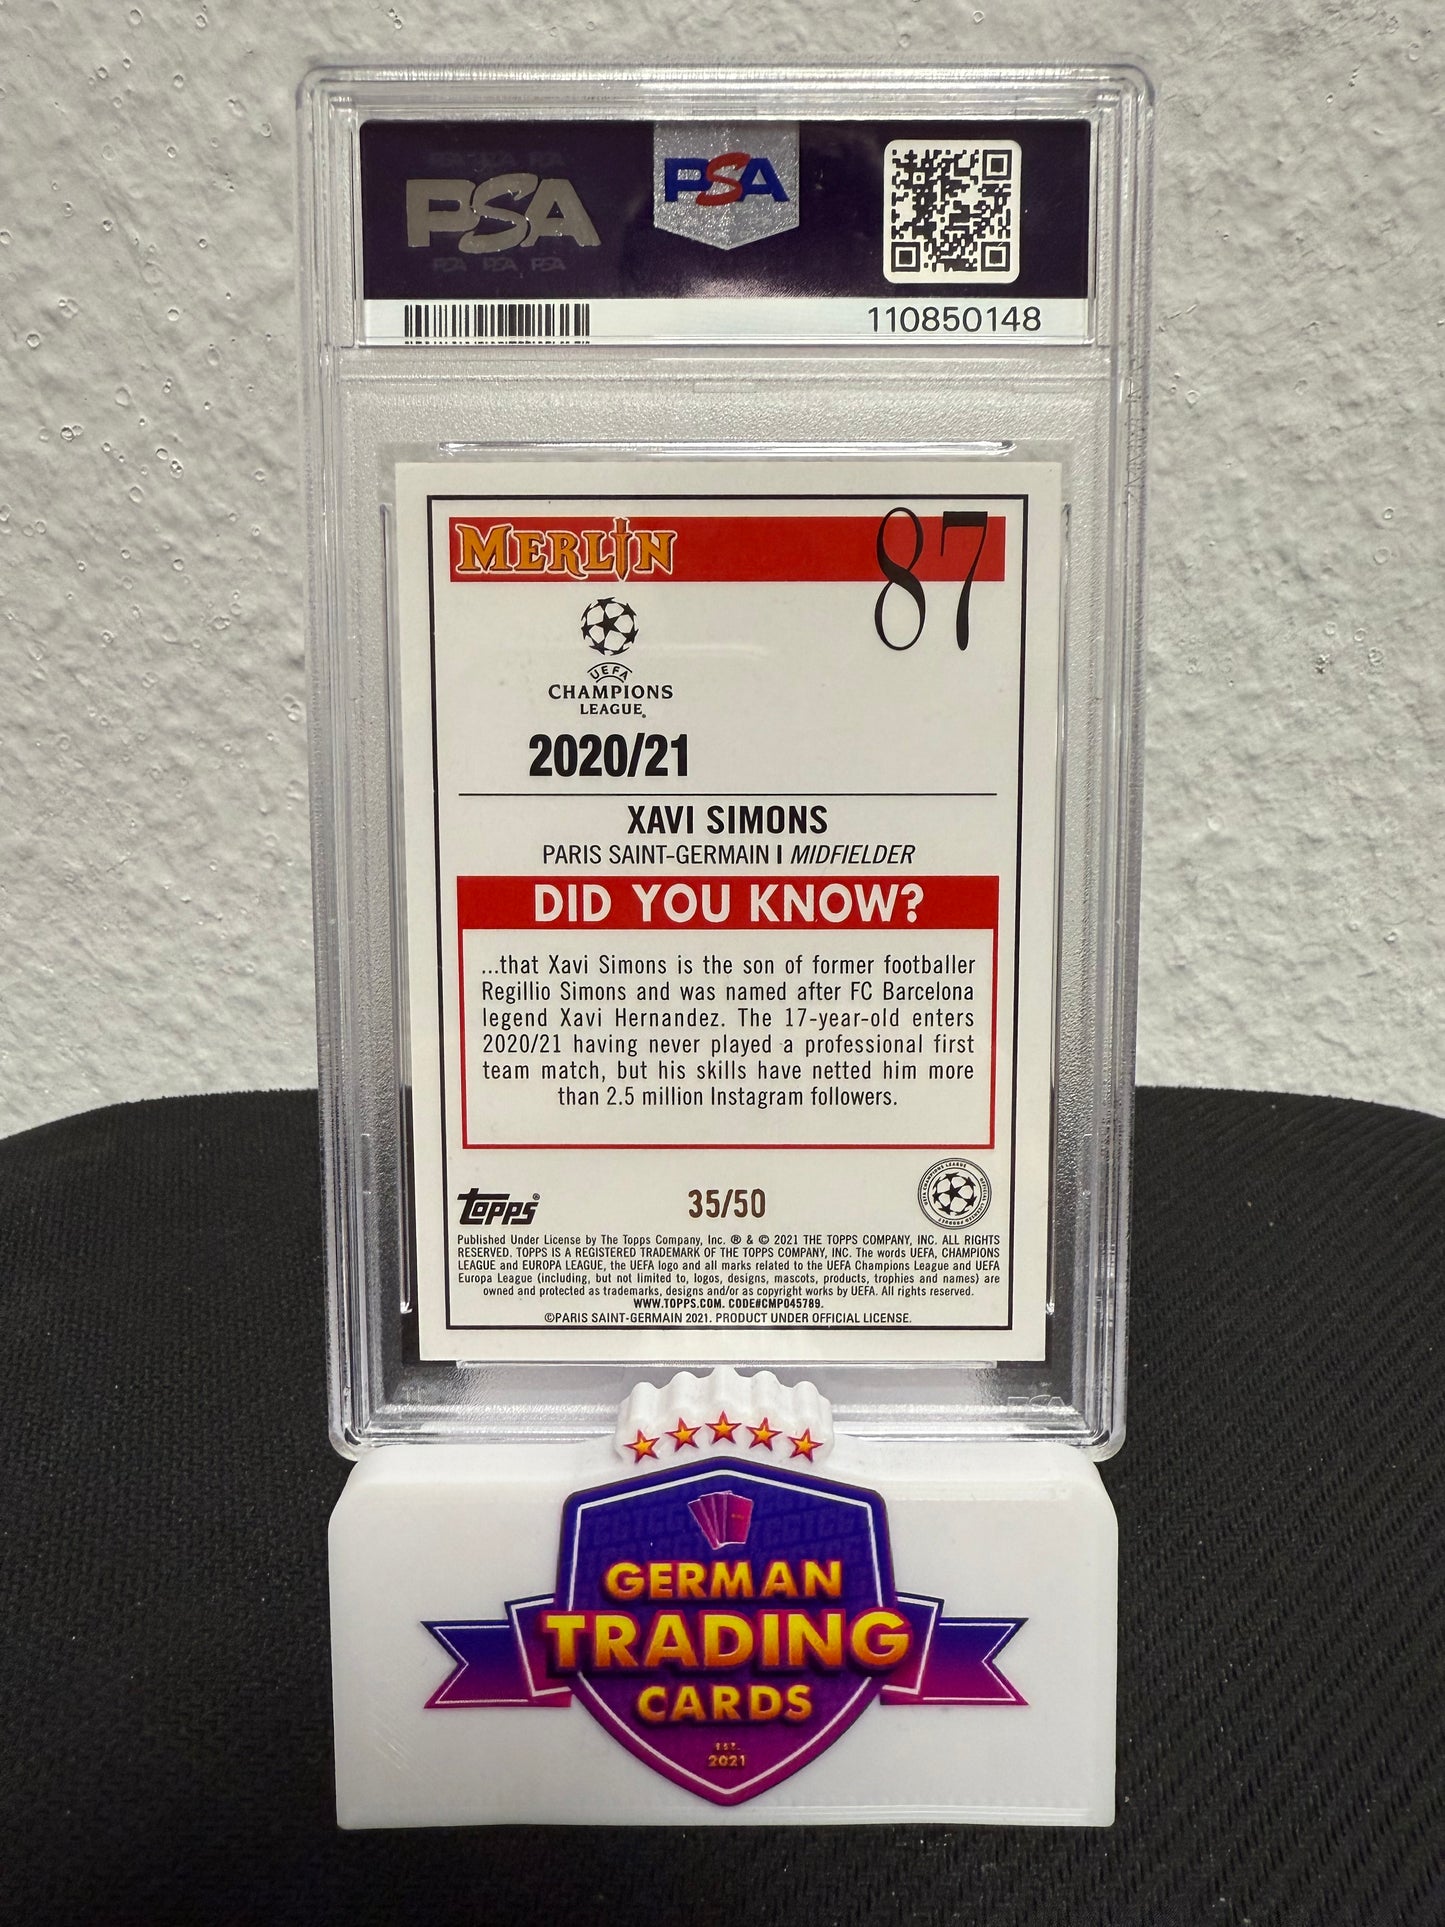 PSA
PSA
PSA PSA PSA
110850148
MERLIN
87
UEFA
CHAMPIONS
LEAGUE®
2020/21
XAVI SIMONS
PARIS SAINT-GERMAIN I MIDFIELDER
DID YOU KNOW?
...that Xavi Simons is the son of former footballer
Regillio Simons and was named after FC Barcelona
legend Xavi Hernandez. The 17-year-old enters
2020/21 having never played a professional first
team match, but his skills have netted him more
than 2.5 million Instagram followers.
topps®
35/50
Published Under License by The Topps Company, Inc. ® & © 2021 THE TOPPS COMPANY, INC. ALL RIGHTS
RESERVED. TOPPS IS A REGISTERED TRADEMARK OF THE TOPPS COMPANY, INC. The words UEFA, CHAMPIONS
LEAGUE and EUROPA LEAGUE, the UEFA logo and all marks related to the UEFA Champions League and UEFA
Europa League (including, but not limited to, logos, designs, mascots, products, trophies and names) are
owned and protected as trademarks, designs and/or as copyright works by UEFA. All rights reserved.
WWW.TOPPS.COM. CODE#CMP045789.
©PARIS SAINT-GERMAIN 2021. PRODUCT UNDER OFFICIAL LICENSE.
GERMAN
TRADING
CARDS
EST.
2021